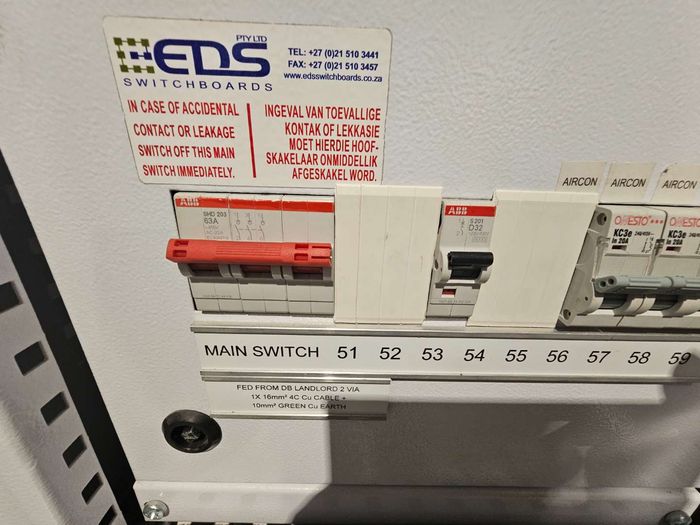 EDS
PTY LTD
SWITCHBOARDS
TEL: +27 (0)21 510 3441
FAX: +27 (0)21 510 3457
www.edsswitchboards.co.za
IN CASE OF ACCIDENTAL
CONTACT OR LEAKAGE
SWITCH OFF THIS MAIN
SWITCH IMMEDIATELY.
INGEVAL VAN TOEVALLIGE
KONTAK OF LEKKASIE
MOET HIERDIE HOOF-
SKAKELAAR ONMIDDELLIK
AFGESKAKEL WORD.
ABB
SHD 203
63A
ABB
S201
D32
AIRCON
AIRCON
AIRCON
KC3e
In 20A
KC3e
In 20A
MAIN SWITCH 51 52 53 54 55 56 57 58 59
FED FROM DB LANDLORD 2 VIA
1X 16mm² 4C Cu CABLE +
10mm² GREEN Cu EARTH